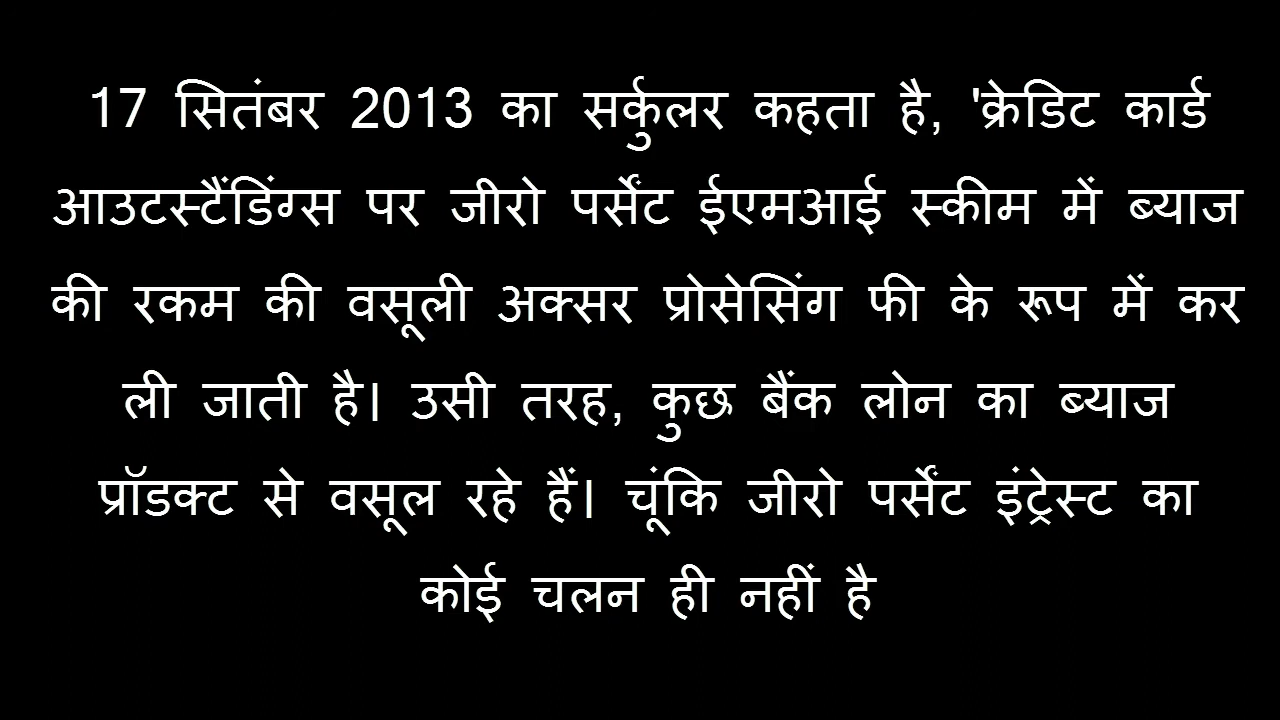 17 सितंबर 2013 का सर्कुलर कहता है, 'क्रेडिट कार्ड
आउटस्टैंडिंग्स पर जीरो पर्सेंट ईएमआई स्कीम में ब्याज
की रकम की वसूली अक्सर प्रोसेसिंग फी के रूप में कर
ली जाती है। उसी तरह, कुछ बैंक लोन का ब्याज
प्रॉडक्ट से वसूल रहे हैं। चूंकि जीरो पर्सेंट इंट्रेस्ट का
कोई चलन ही नहीं है